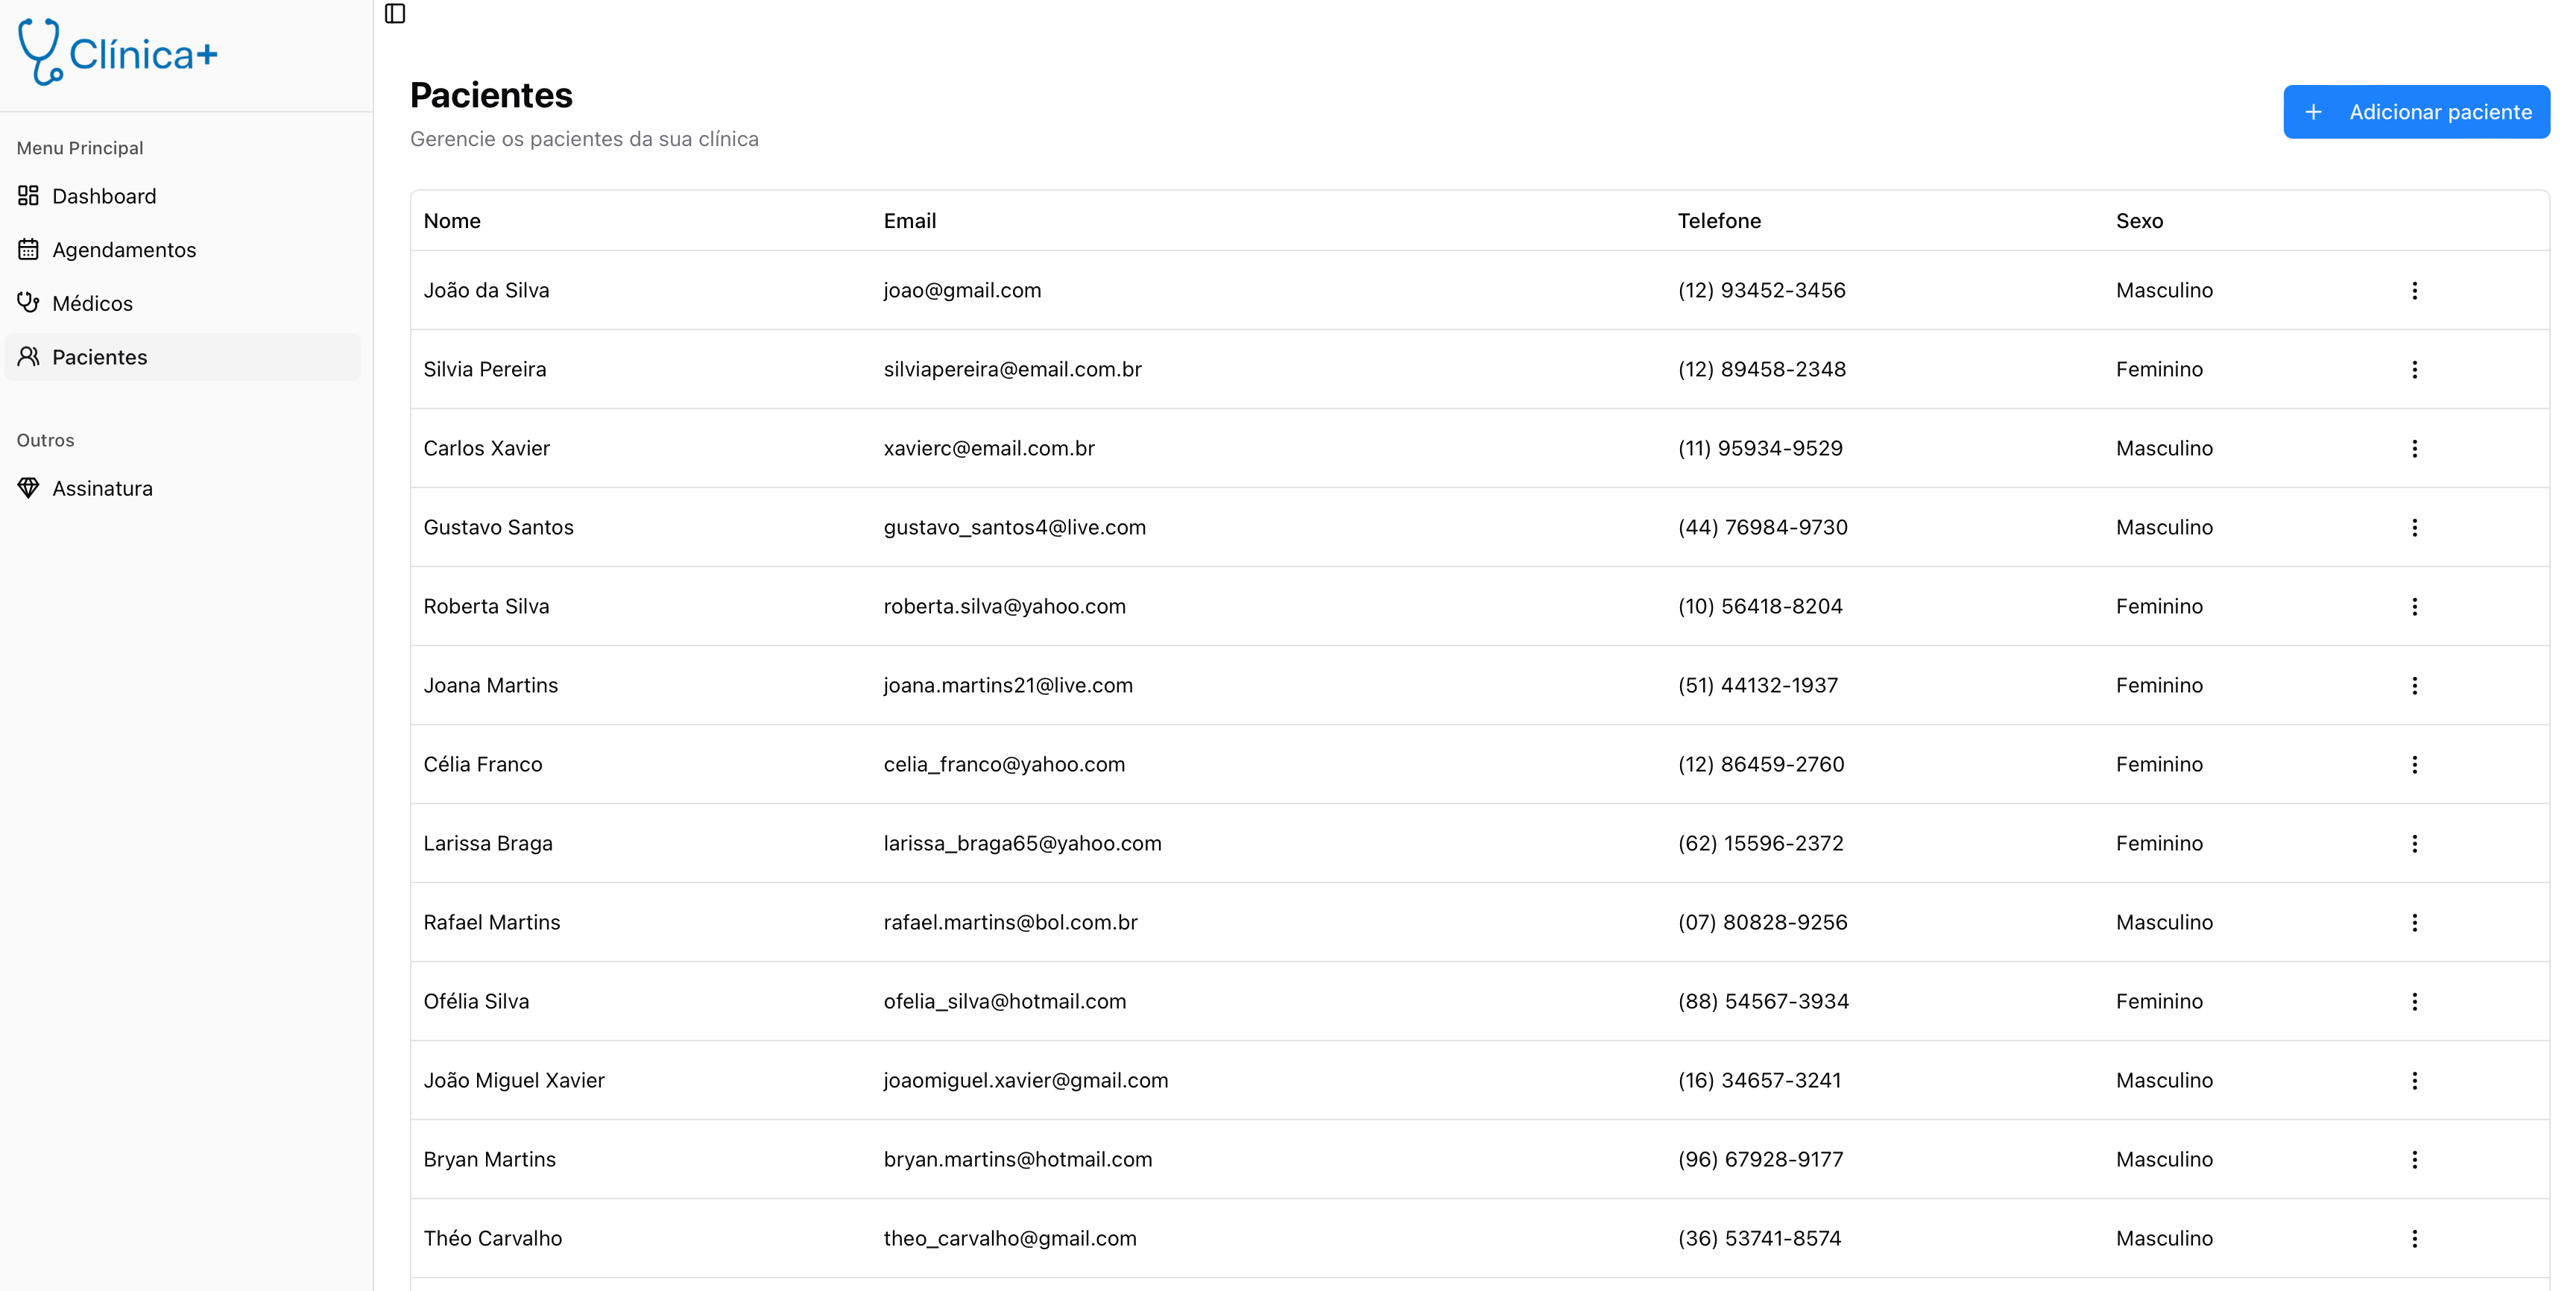 Clínica+
Menu Principal
Dashboard
Agendamentos
Médicos
Pacientes
Outros
Assinatura
Pacientes
Gerencie os pacientes da sua clínica
+ Adicionar paciente
Nome Email Telefone Sexo
João da Silva joao@gmail.com (12) 93452-3456 Masculino
Silvia Pereira silviapereira@email.com.br (12) 89458-2348 Feminino
Carlos Xavier xavierc@email.com.br (11) 95934-9529 Masculino
Gustavo Santos gustavo_santos4@live.com (44) 76984-9730 Masculino
Roberta Silva roberta.silva@yahoo.com (10) 56418-8204 Feminino
Joana Martins joana.martins21@live.com (51) 44132-1937 Feminino
Célia Franco celia_franco@yahoo.com (12) 86459-2760 Feminino
Larissa Braga larissa_braga65@yahoo.com (62) 15596-2372 Feminino
Rafael Martins rafael.martins@bol.com.br (07) 80828-9256 Masculino
Ofélia Silva ofelia_silva@hotmail.com (88) 54567-3934 Feminino
João Miguel Xavier joaomiguel.xavier@gmail.com (16) 34657-3241 Masculino
Bryan Martins bryan.martins@hotmail.com (96) 67928-9177 Masculino
Théo Carvalho theo_carvalho@gmail.com (36) 53741-8574 Masculino